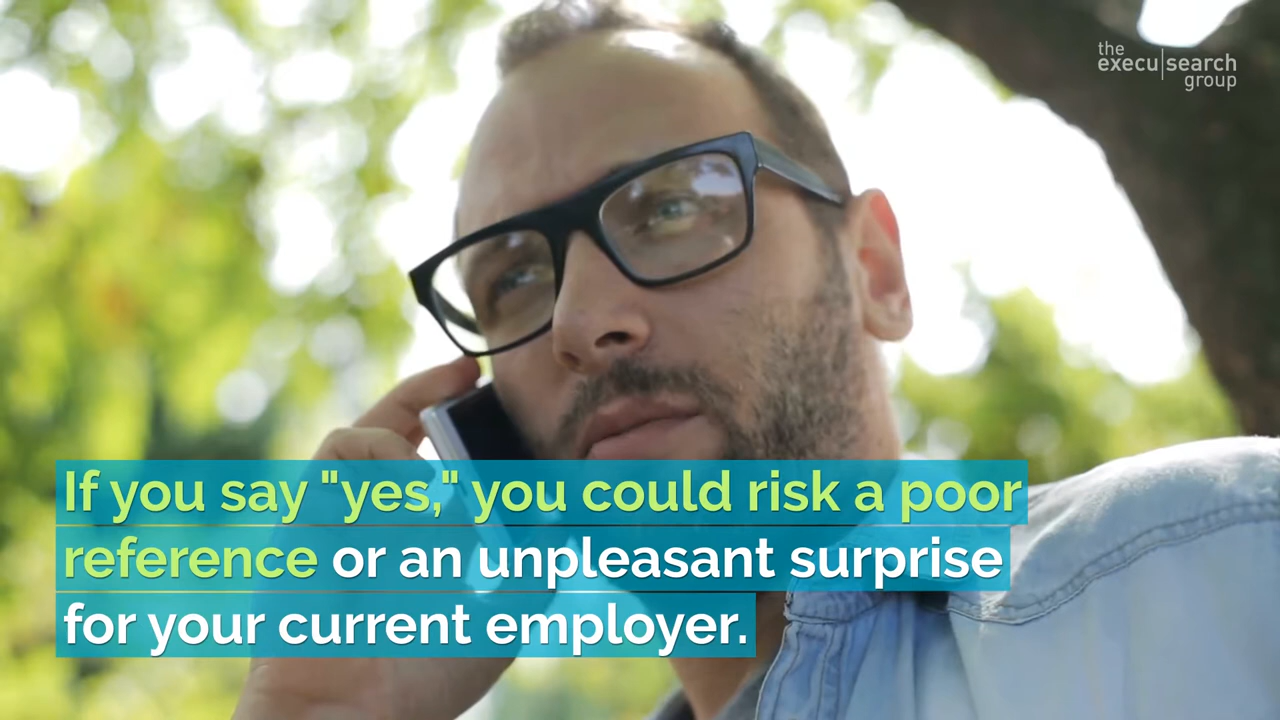 the
execu|search
group
If you say "yes," you could risk a poor
reference or an unpleasant surprise
for your current employer.